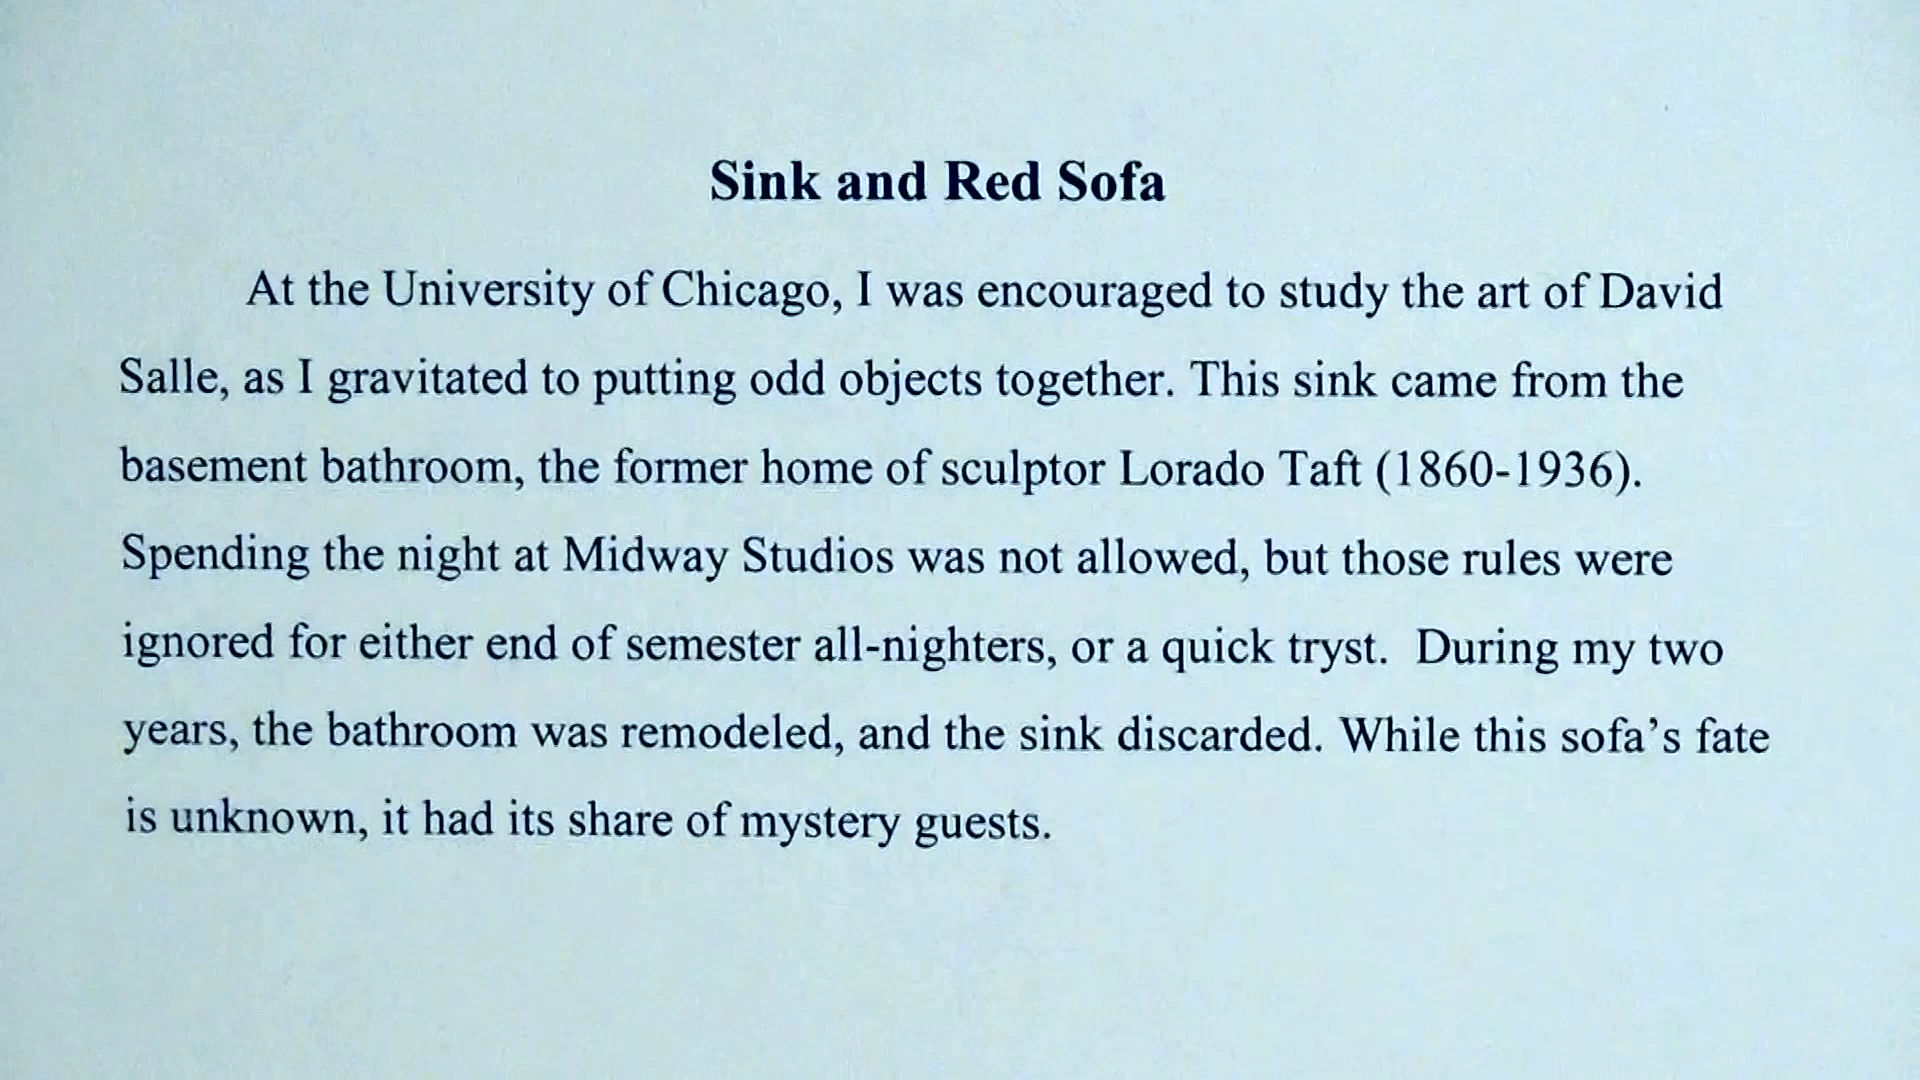 Sink and Red Sofa
At the University of Chicago, I was encouraged to study the art of David
Salle, as I gravitated to putting odd objects together. This sink came from the
basement bathroom, the former home of sculptor Lorado Taft (1860-1936).
Spending the night at Midway Studios was not allowed, but those rules were
ignored for either end of semester all-nighters, or a quick tryst.  During my two
years, the bathroom was remodeled, and the sink discarded. While this sofa’s fate
is unknown, it had its share of mystery guests.